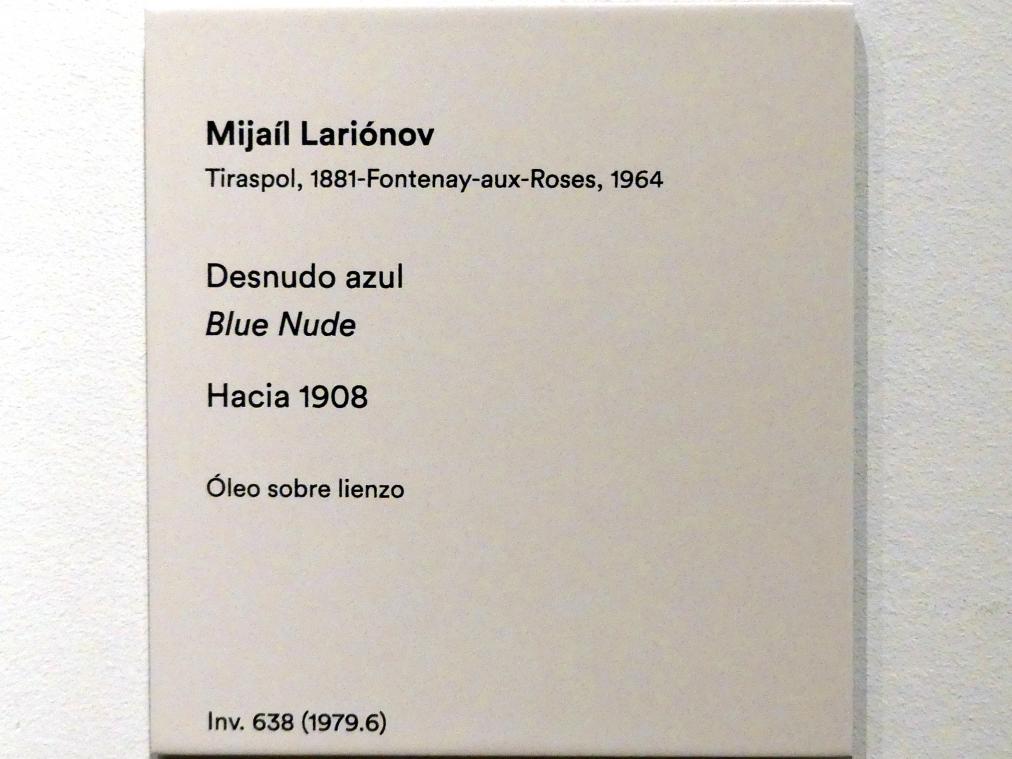 Mijaíl Lariónov
Tiraspol, 1881-Fontenay-aux-Roses, 1964
Desnudo azul
Blue Nude
Hacia 1908
Óleo sobre lienzo
Inv. 638 (1979.6)